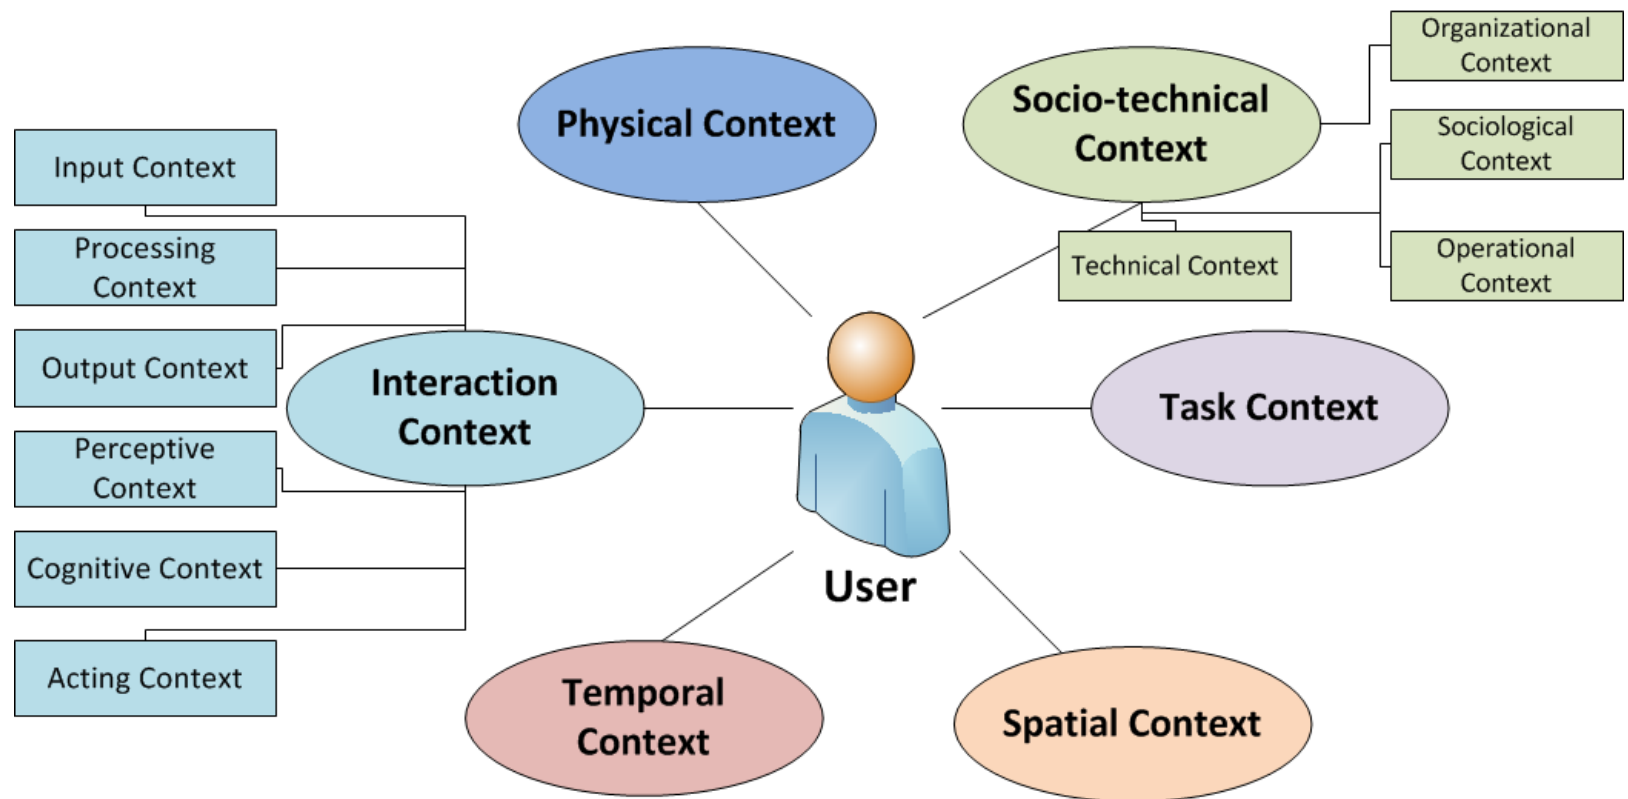 Organizational
Context
Physical Context
Socio-technical
Context
Sociological
Context
Input Context
Processing
Context
Technical Context
Operational
Context
Output Context
Interaction
Context
Task Context
Perceptive
Context
Cognitive Context
User
Acting Context
Temporal
Context
Spatial Context